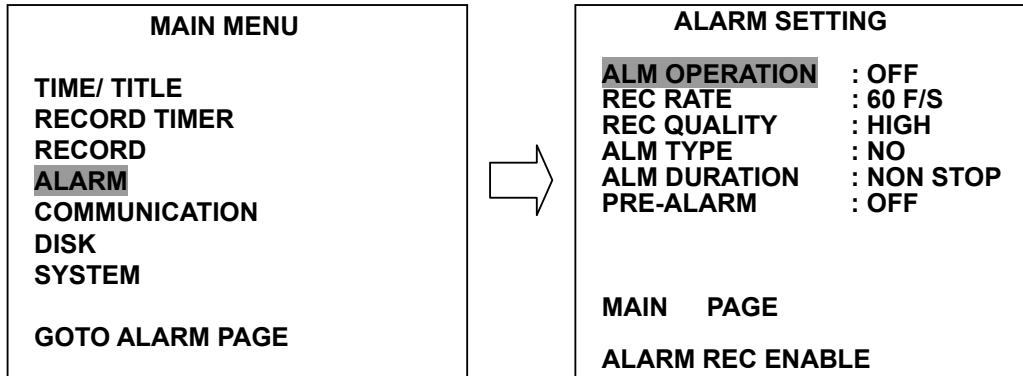 MAIN MENU
TIME/ TITLE
RECORD TIMER
RECORD
ALARM
COMMUNICATION
DISK
SYSTEM
GOTO ALARM PAGE
ALARM SETTING
ALM OPERATION : OFF
REC RATE : 60 F/S
REC QUALITY : HIGH
ALM TYPE : NO
ALM DURATION : NON STOP
PRE-ALARM : OFF
MAIN PAGE
ALARM REC ENABLE